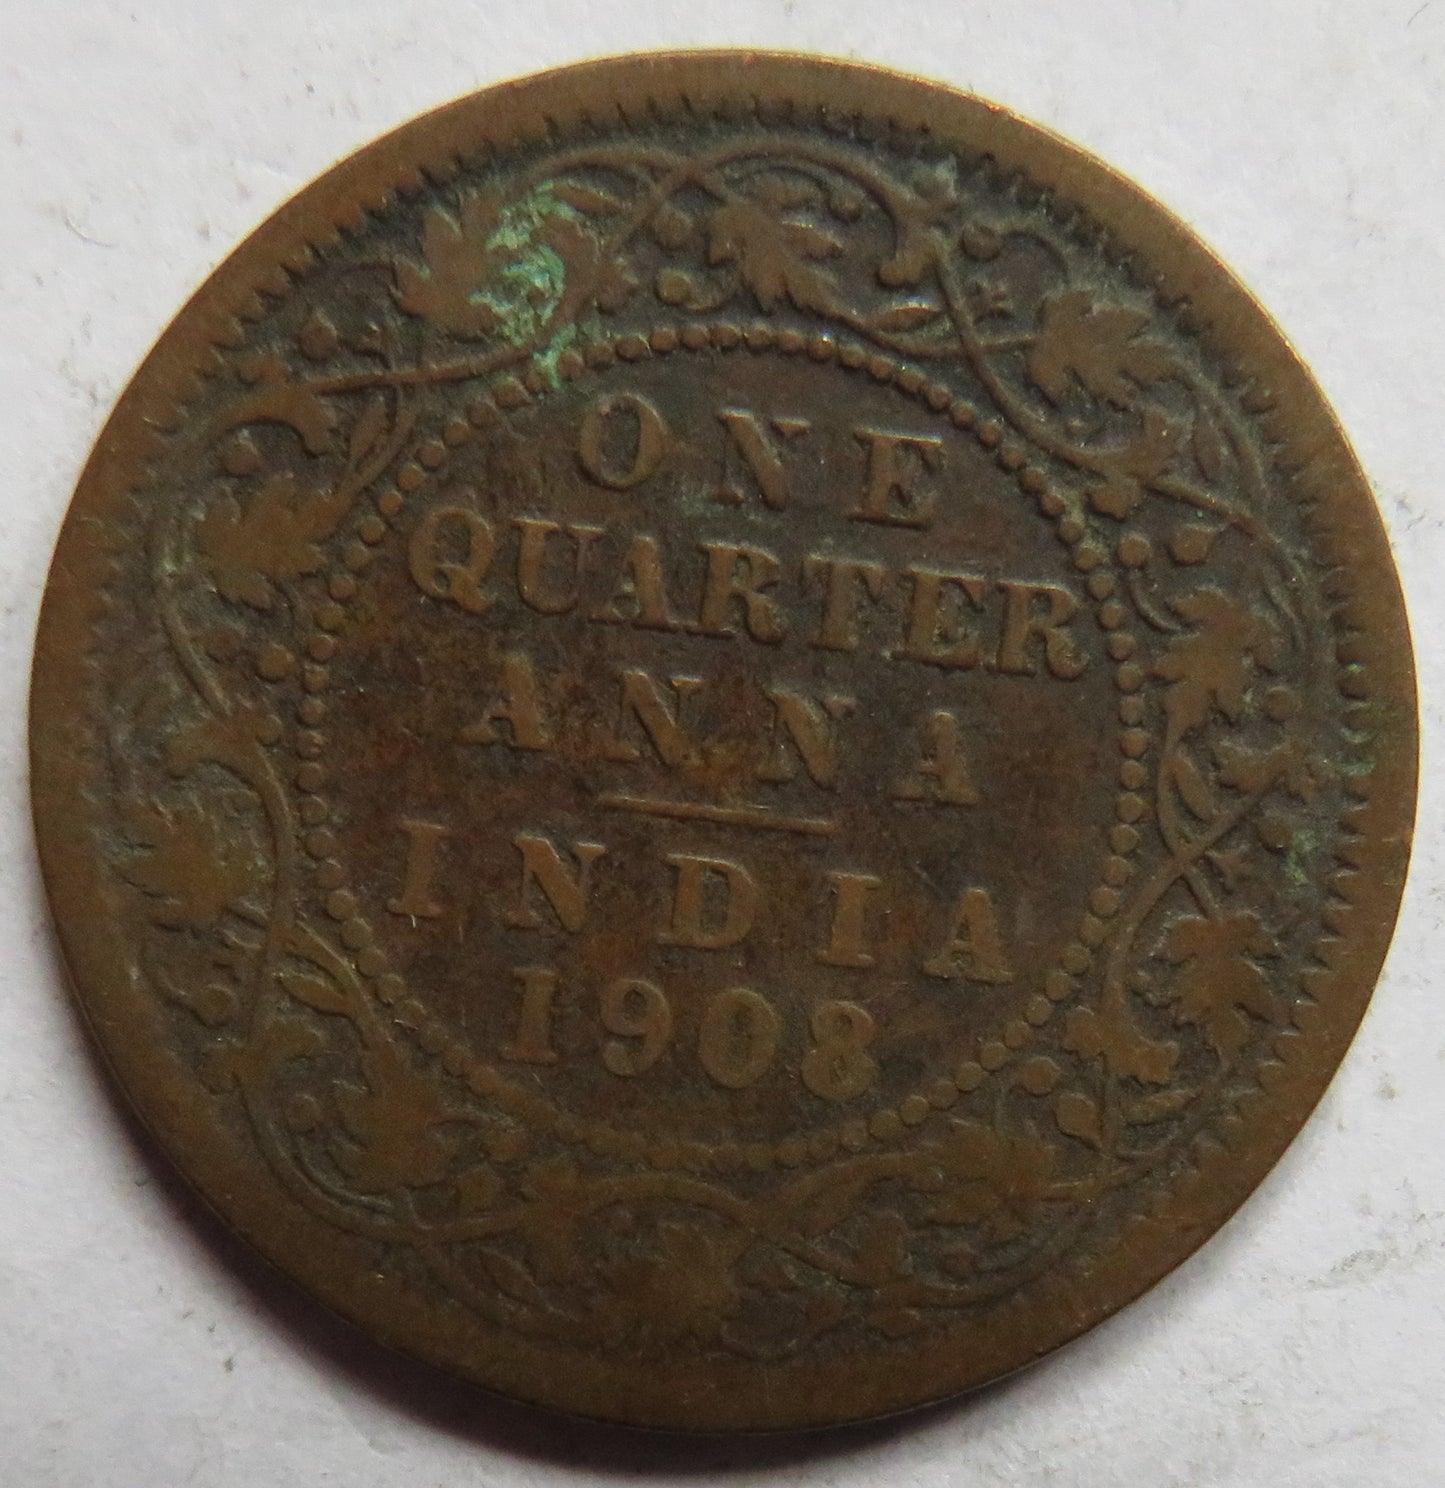 ONE
QUARTER
ANNA
INDIA
1908